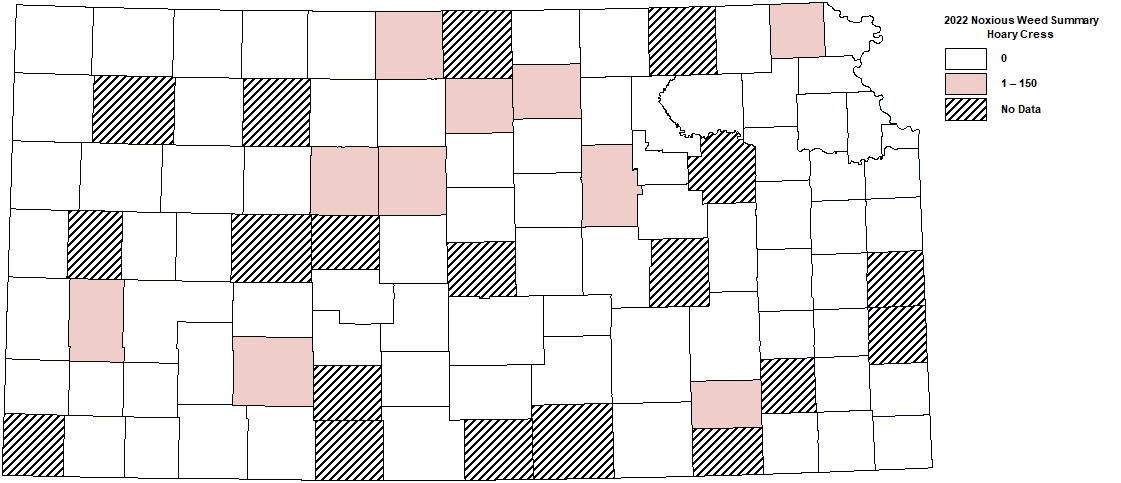 2022 Noxious Weed Summary
Hoary Cress
0
1 – 150
No Data